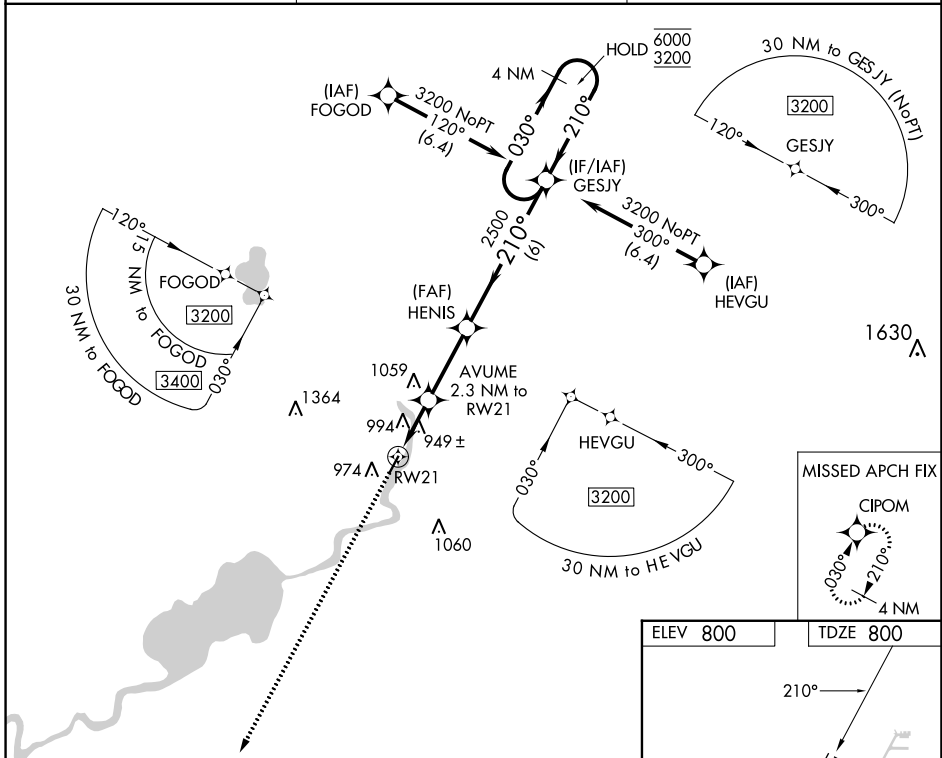 HOLD 6000
3200
4 NM
(IAF)
FOGOD
3200 NoPT
120°
(6.4)
030°
210°
(IF/IAF)
GESJY
3200 NoPT
300°
(6.4)
(IAF)
HEVGU
30 NM to GESJY (NoPT)
3200
120°
GESJY
300°
2500
210°
(6)
(FAF)
HENIS
120°
15 NM to FOGOD
FOGOD
3200
30 NM to FOGOD
3400
030°
1630
1059
AVUME
2.3 NM to
RW21
1364
994
949 ±
974
RW21
1060
HEVGU
030°
300°
3200
30 NM to HEVGU
MISSED APCH FIX
CIPOM
030°
210°
4 NM
ELEV 800
TDZE 800
210°